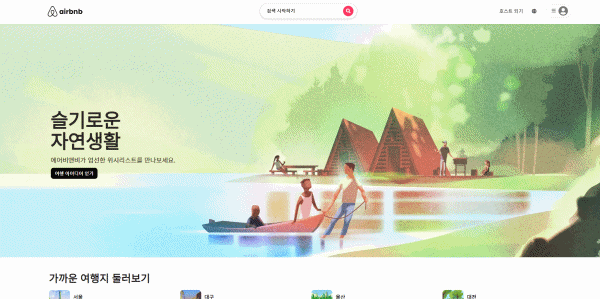 airbnb
검색 시작하기
호스트 되기
슬기로운
자연생활
에어비앤비가 엄선한 위시리스트를 만나보세요.
여행 아이디어 얻기
가까운 여행지 둘러보기
서울
대구
울산
대전